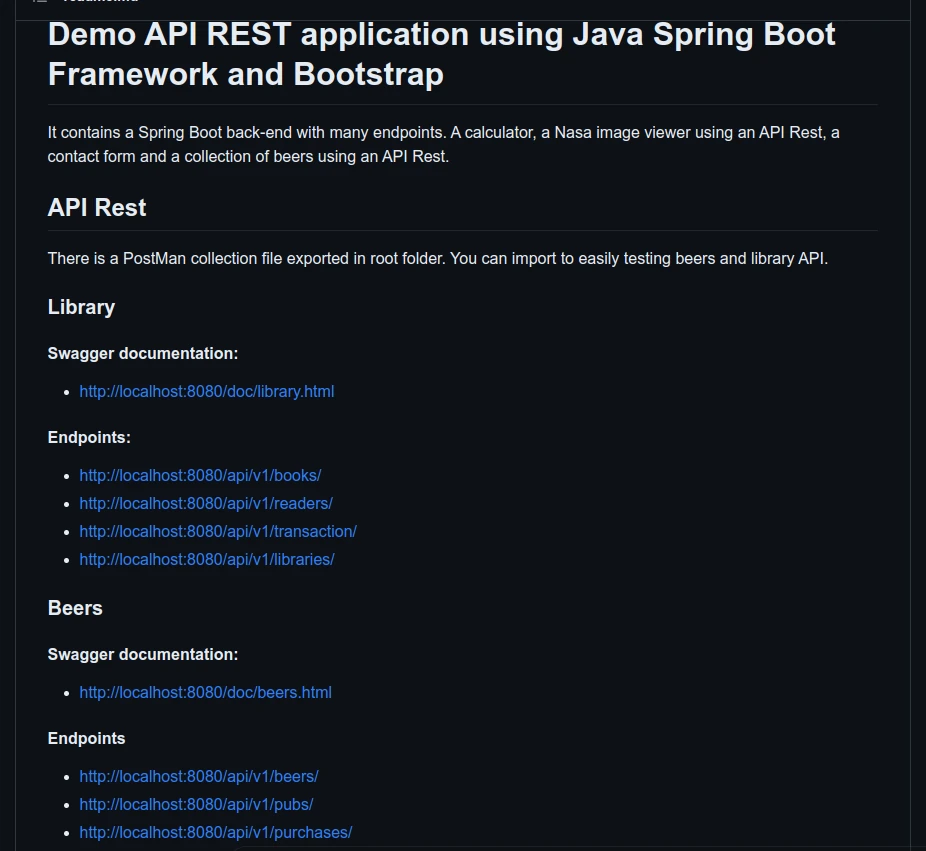 Demo API REST application using Java Spring Boot
Framework and Bootstrap
It contains a Spring Boot back-end with many endpoints. A calculator, a Nasa image viewer using an API Rest, a
contact form and a collection of beers using an API Rest.
API Rest
There is a PostMan collection file exported in root folder. You can import to easily testing beers and library API.
Library
Swagger documentation:
http://localhost:8080/doc/library.html
Endpoints:
http://localhost:8080/api/v1/books/
http://localhost:8080/api/v1/readers/
http://localhost:8080/api/v1/transaction/
http://localhost:8080/api/v1/libraries/
Beers
Swagger documentation:
http://localhost:8080/doc/beers.html
Endpoints
http://localhost:8080/api/v1/beers/
http://localhost:8080/api/v1/pubs/
http://localhost:8080/api/v1/purchases/